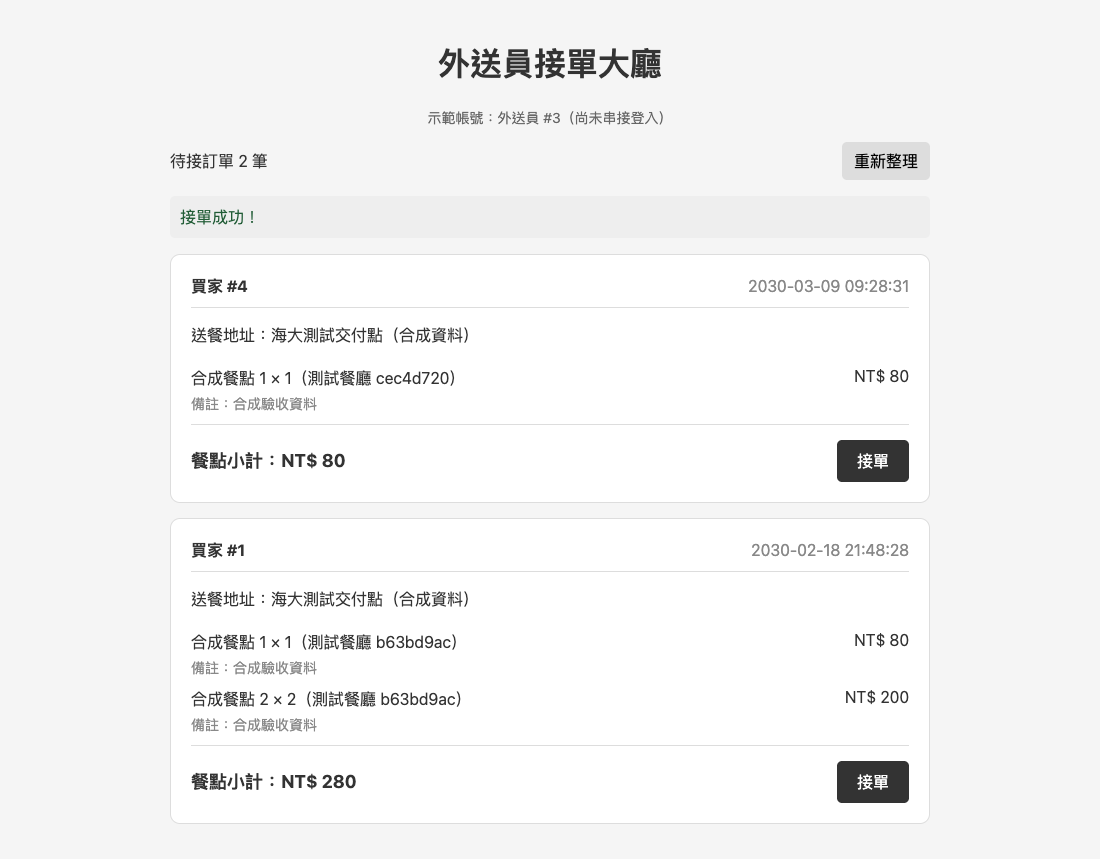 外送員接單大廳
示範帳號：外送員 #3（尚未串接登入）
待接訂單 2 筆
重新整理
接單成功！
買家 #4
2030-03-09 09:28:31
送餐地址：海大測試交付點（合成資料）
合成餐點 1 × 1（測試餐廳 cec4d720）
NT$ 80
備註：合成驗收資料
餐點小計：NT$ 80
接單
買家 #1
2030-02-18 21:48:28
送餐地址：海大測試交付點（合成資料）
合成餐點 1 × 1（測試餐廳 b63bd9ac）
NT$ 80
備註：合成驗收資料
合成餐點 2 × 2（測試餐廳 b63bd9ac）
NT$ 200
備註：合成驗收資料
餐點小計：NT$ 280
接單